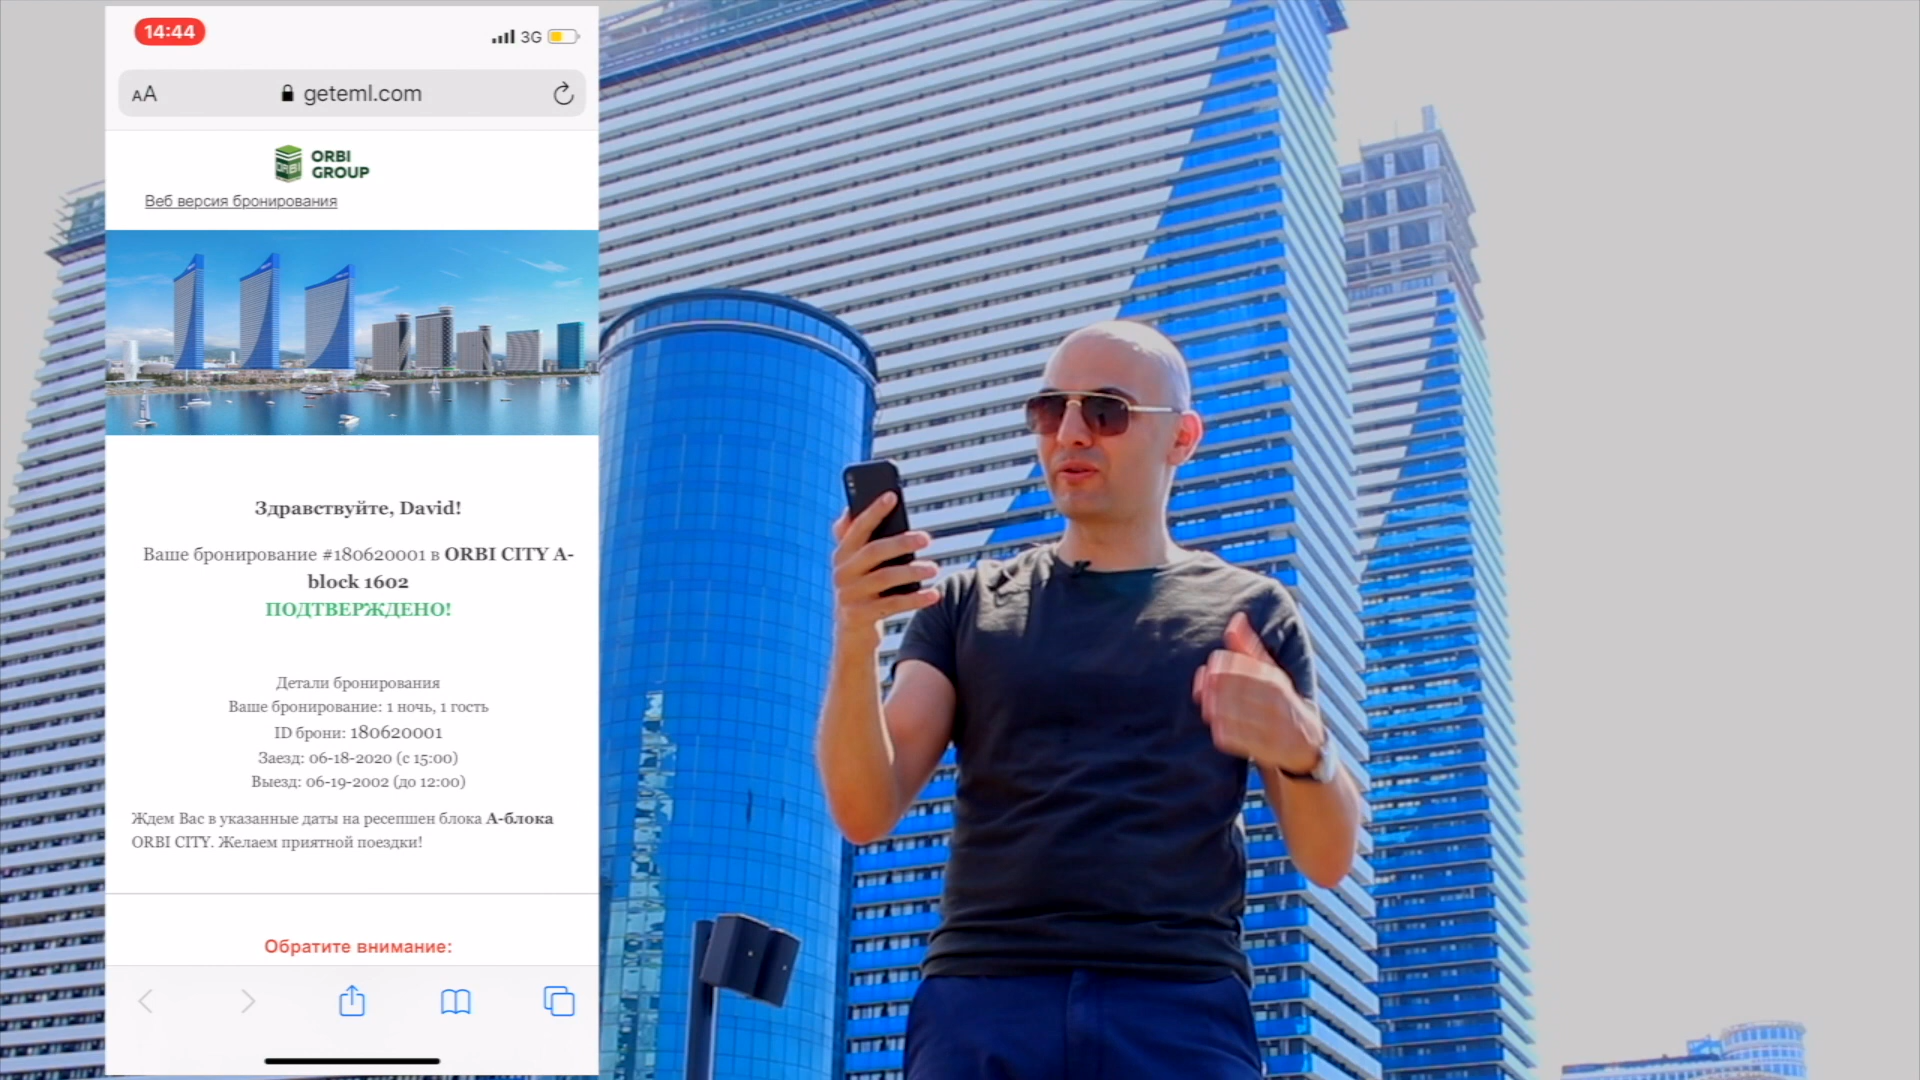 14:44
3G
AA geteml.com
ORBI
GROUP
Веб версия бронирования
Здравствуйте, David!
Ваше бронирование #180620001 в ORBI CITY A-
block 1602
ПОДТВЕРЖДЕНО!
Детали бронирования
Ваше бронирование: 1 ночь, 1 гость
ID брони: 180620001
Заезд: 06-18-2020 (с 15:00)
Выезд: 06-19-2002 (до 12:00)
Ждем Вас в указанные даты на ресепшен блока А-блока
ORBI CITY. Желаем приятной поездки!
Обратите внимание: